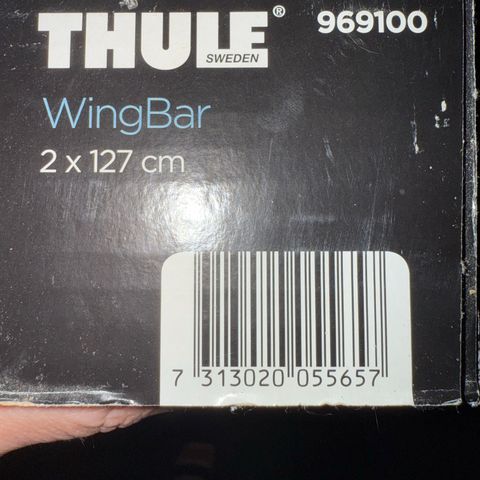 THULE® 969100
SWEDEN
WingBar
2 x 127 cm
7 313020 055657